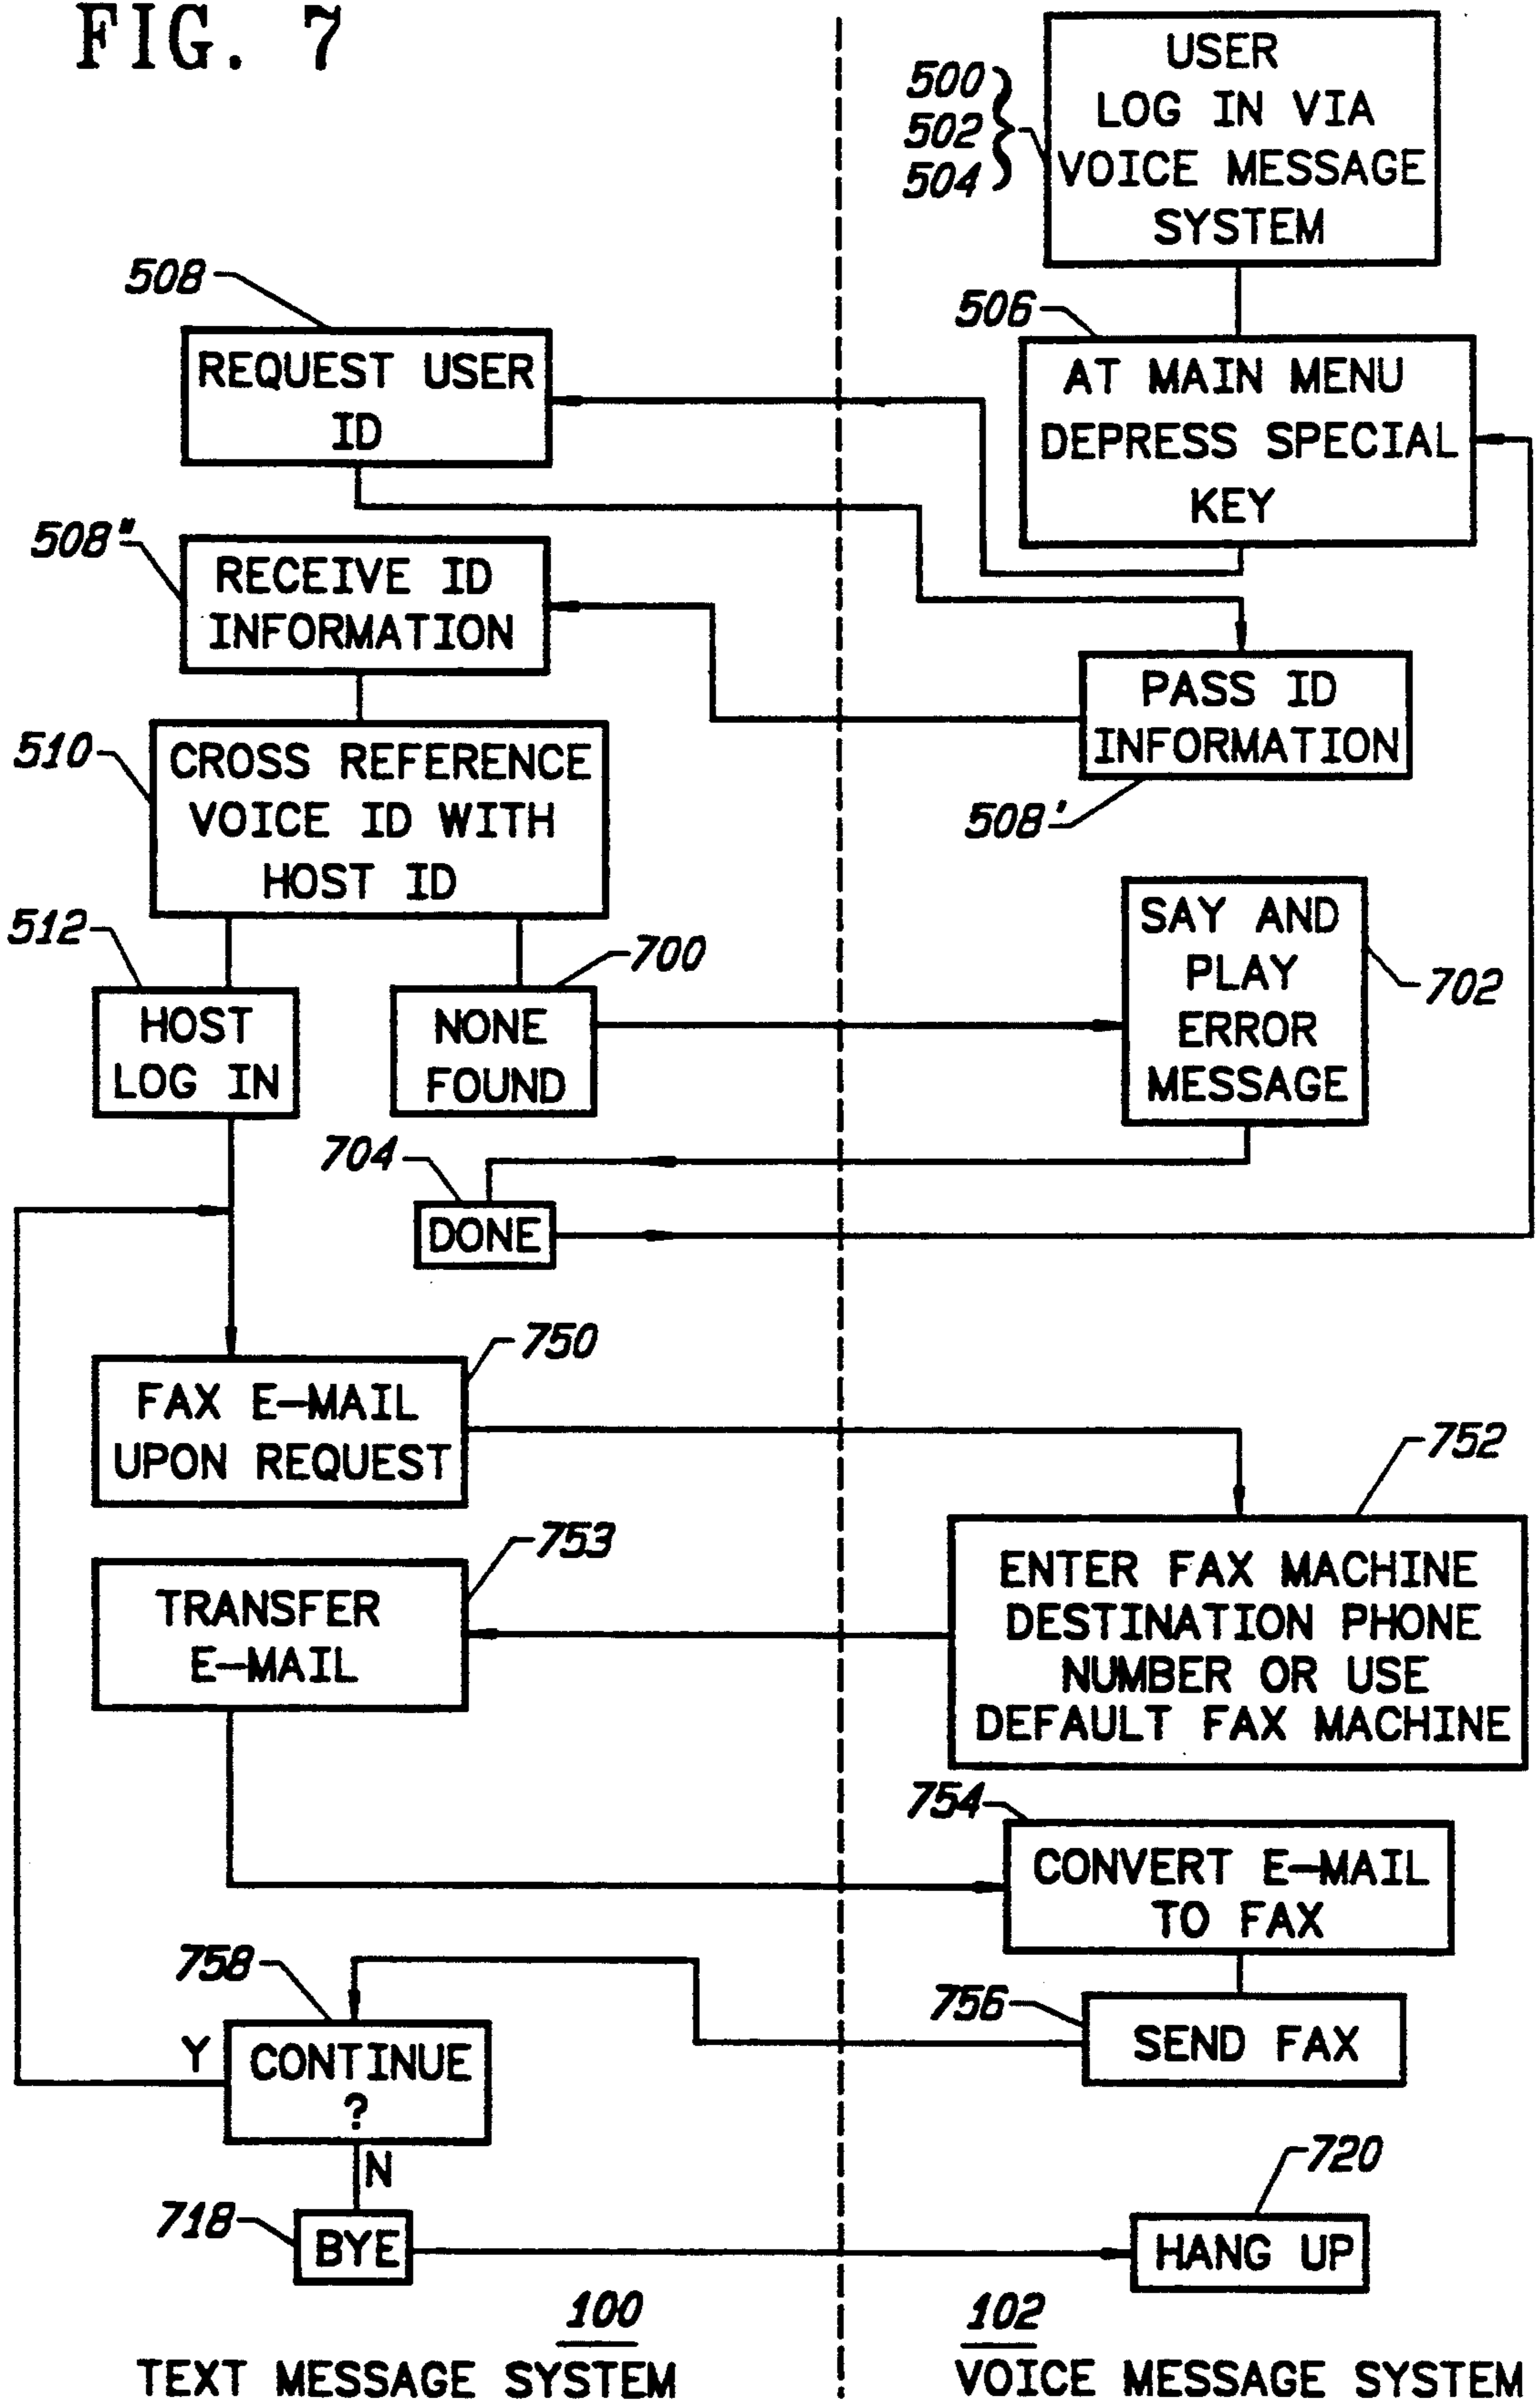 FIG. 7
500
502
504
USER
LOG IN VIA
VOICE MESSAGE
SYSTEM
508
REQUEST USER
ID
506
AT MAIN MENU
DEPRESS SPECIAL
KEY
508"
RECEIVE ID
INFORMATION
PASS ID
INFORMATION
508'
510
CROSS REFERENCE
VOICE ID WITH
HOST ID
512
HOST
LOG IN
700
NONE
FOUND
SAY AND
PLAY
ERROR
MESSAGE
702
704
DONE
750
FAX E-MAIL
UPON REQUEST
752
ENTER FAX MACHINE
DESTINATION PHONE
NUMBER OR USE
DEFAULT FAX MACHINE
753
TRANSFER
E-MAIL
754
CONVERT E-MAIL
TO FAX
756
SEND FAX
758
CONTINUE
?
Y
N
718
BYE
720
HANG UP
100
TEXT MESSAGE SYSTEM
102
VOICE MESSAGE SYSTEM